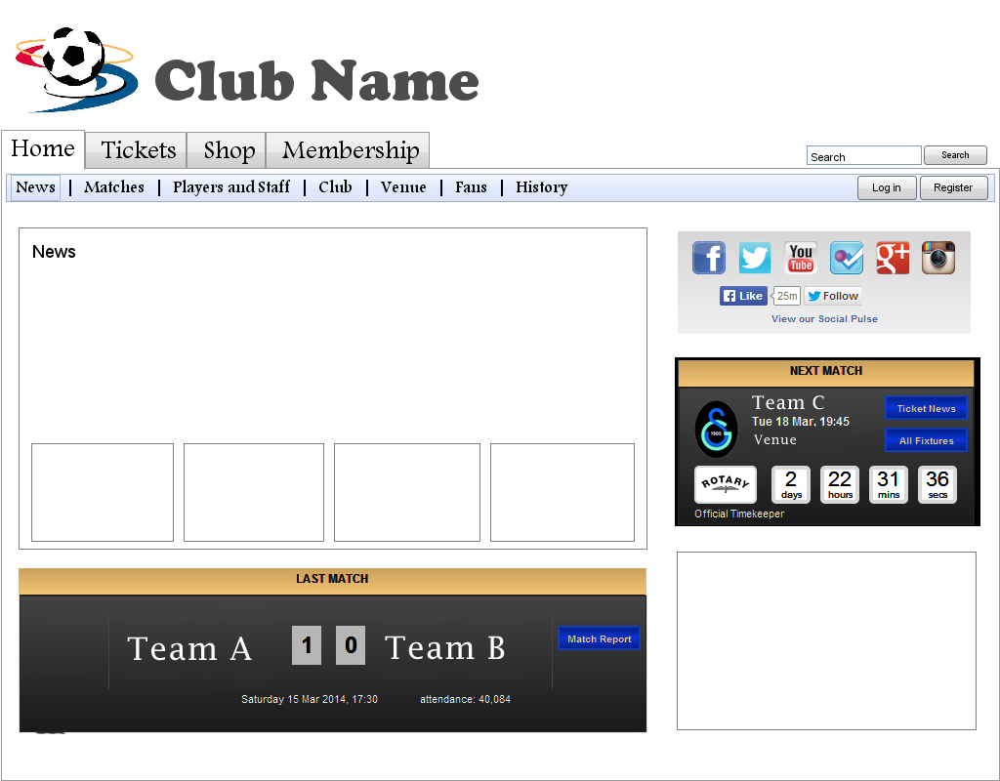 Club Name
Home Tickets Shop Membership
Search Search
News | Matches | Players and Staff | Club | Venue | Fans | History
Log in Register
News
You
Tube
g+
Like 25m Follow
View our Social Pulse
NEXT MATCH
Team C
Tue 18 Mar, 19:45
Venue
Ticket News
All Fixtures
1905
ROTARY
2 days
22 hours
31 mins
36 secs
Official Timekeeper
LAST MATCH
Team A 1 0 Team B
Match Report
Saturday 15 Mar 2014, 17:30 attendance: 40,084